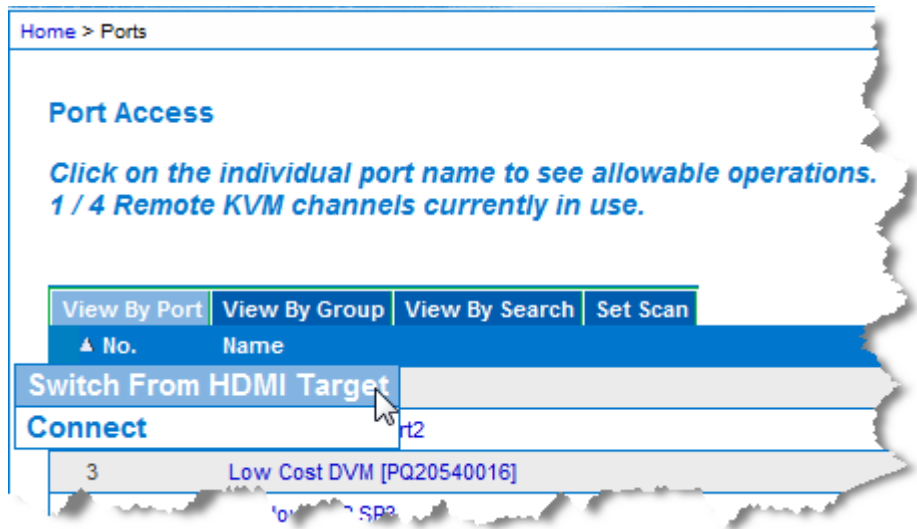 Home > Ports
Port Access
Click on the individual port name to see allowable operations.
1 / 4 Remote KVM channels currently in use.
View By Port View By Group View By Search Set Scan
No. Name
Switch From HDMI Target
Connect
3 Low Cost DVM [PQ20540016]